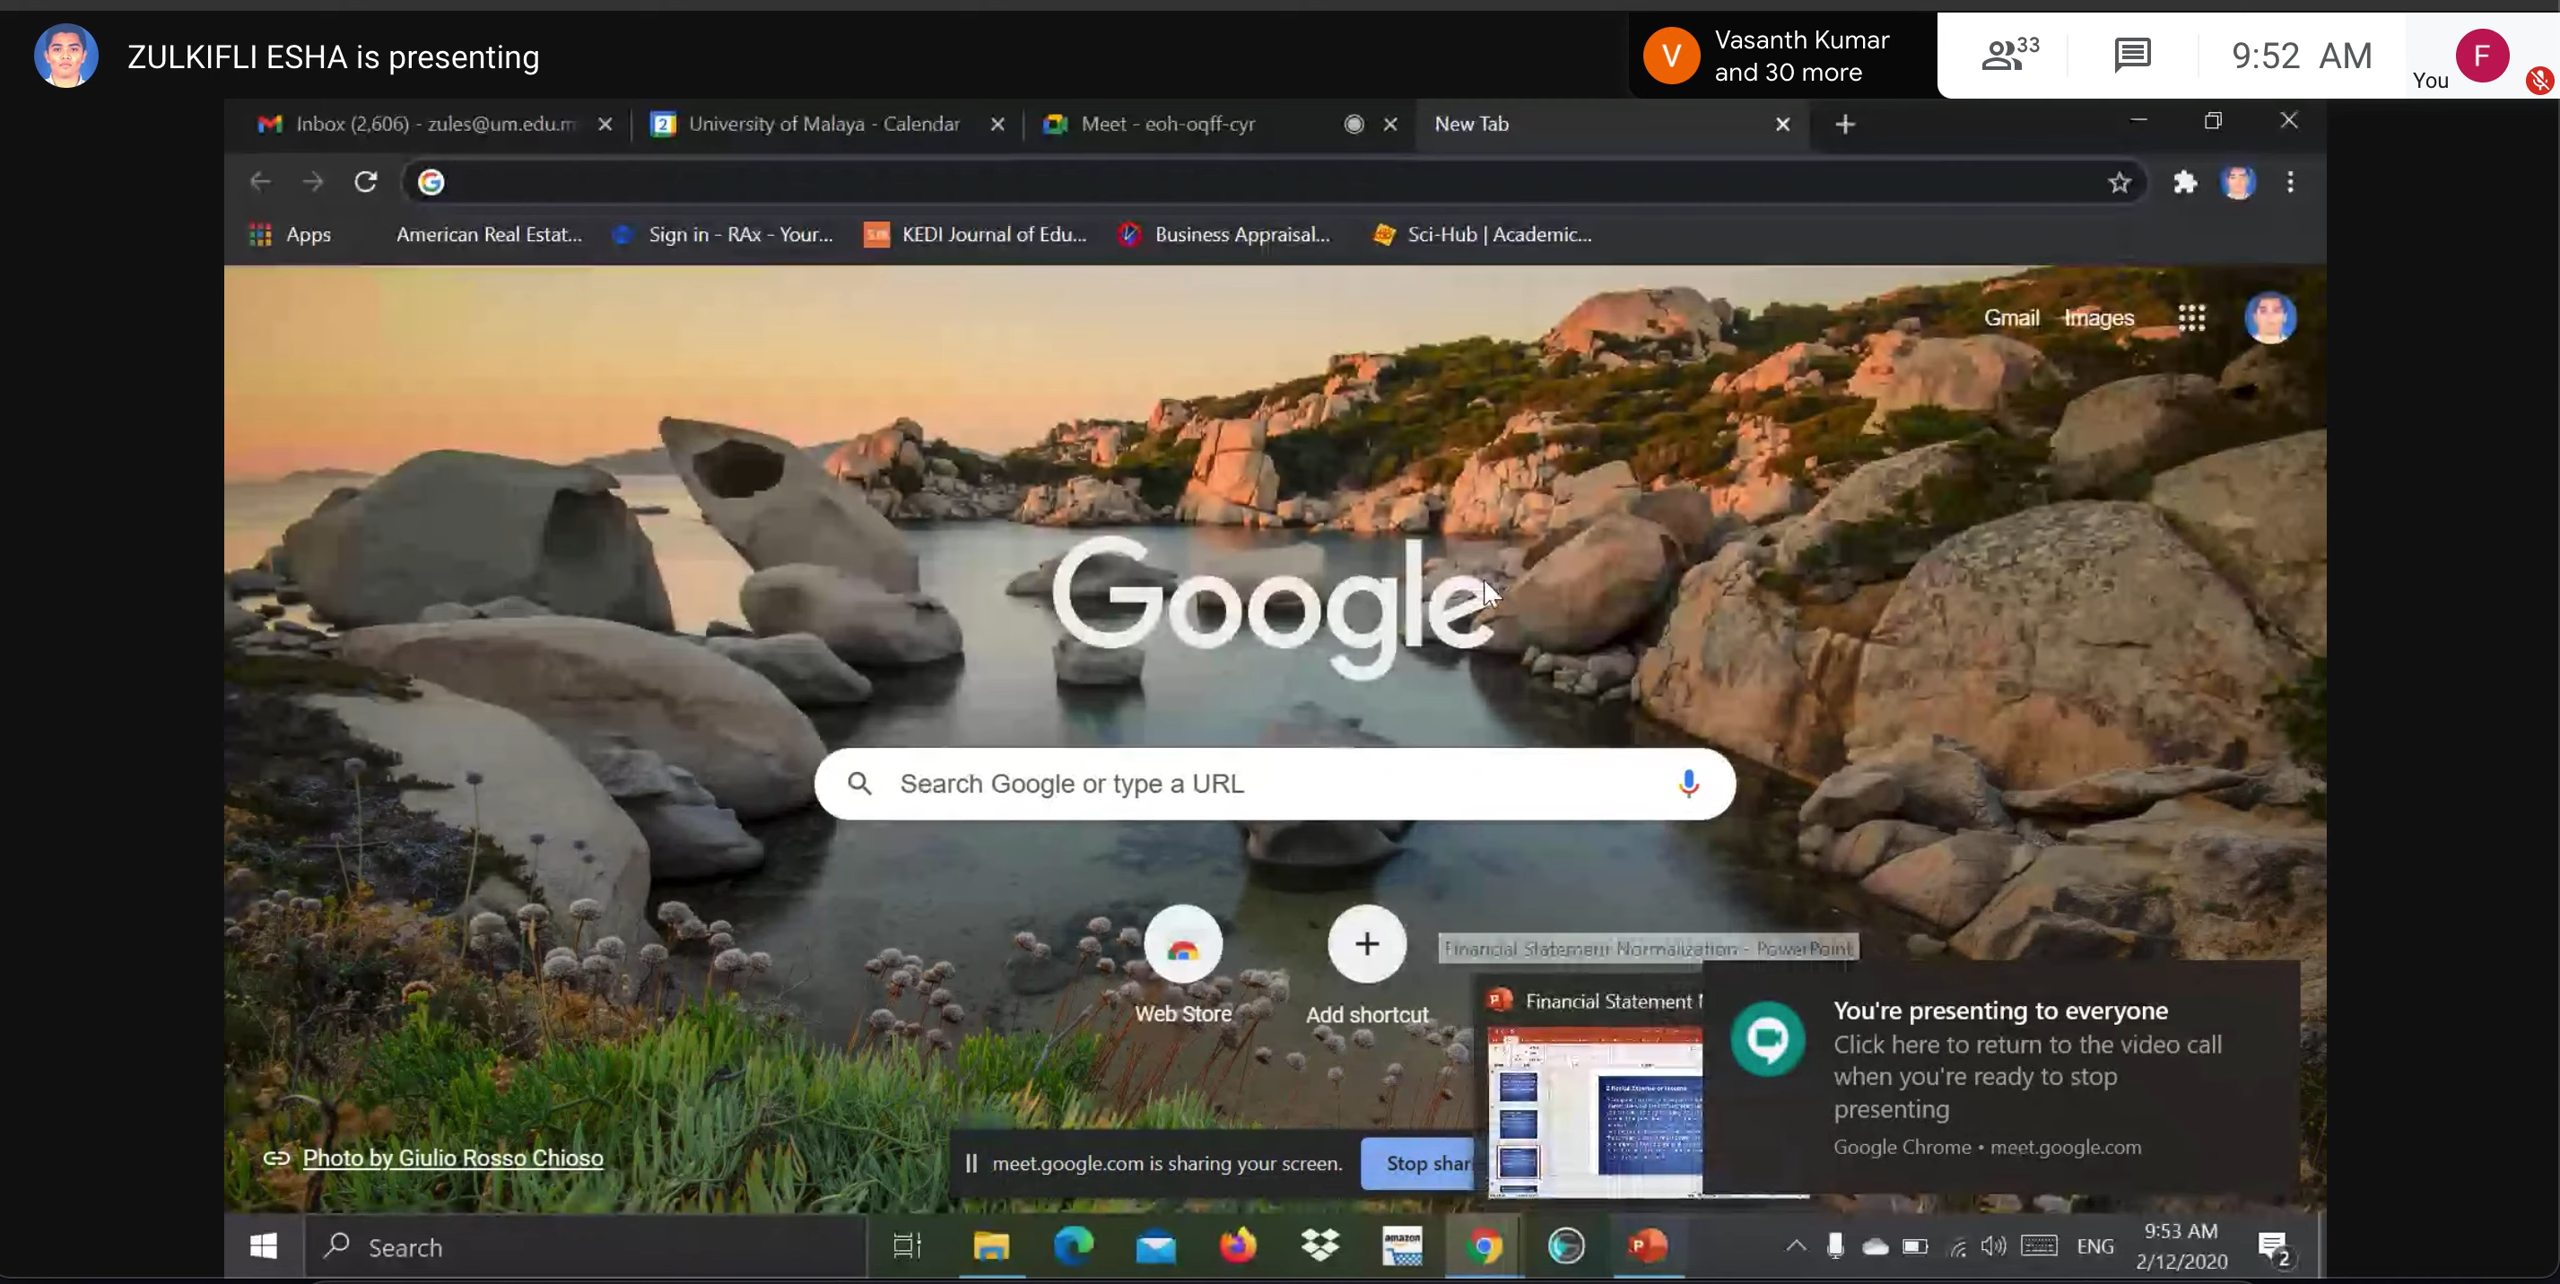 ZULKIFLI ESHA is presenting
V
Vasanth Kumar
and 30 more
33
9:52 AM
You
F
Inbox (2,606) - zules@um.edu.m
2
University of Malaya - Calendar
Meet - eoh-oqff-cyr
New Tab
Apps
American Real Estat...
Sign in - RAx - Your...
KEDI Journal of Edu...
Business Appraisal...
Sci-Hub | Academic...
Gmail
Images
Google
Search Google or type a URL
Web Store
Add shortcut
Financial Statement Normalization - PowerPoint
Financial Statement
You're presenting to everyone
Click here to return to the video call
when you're ready to stop
presenting
Google Chrome • meet.google.com
Photo by Giulio Rosso Chioso
meet.google.com is sharing your screen.
Stop shar
Search
amazon
ENG
9:53 AM
2/12/2020
2